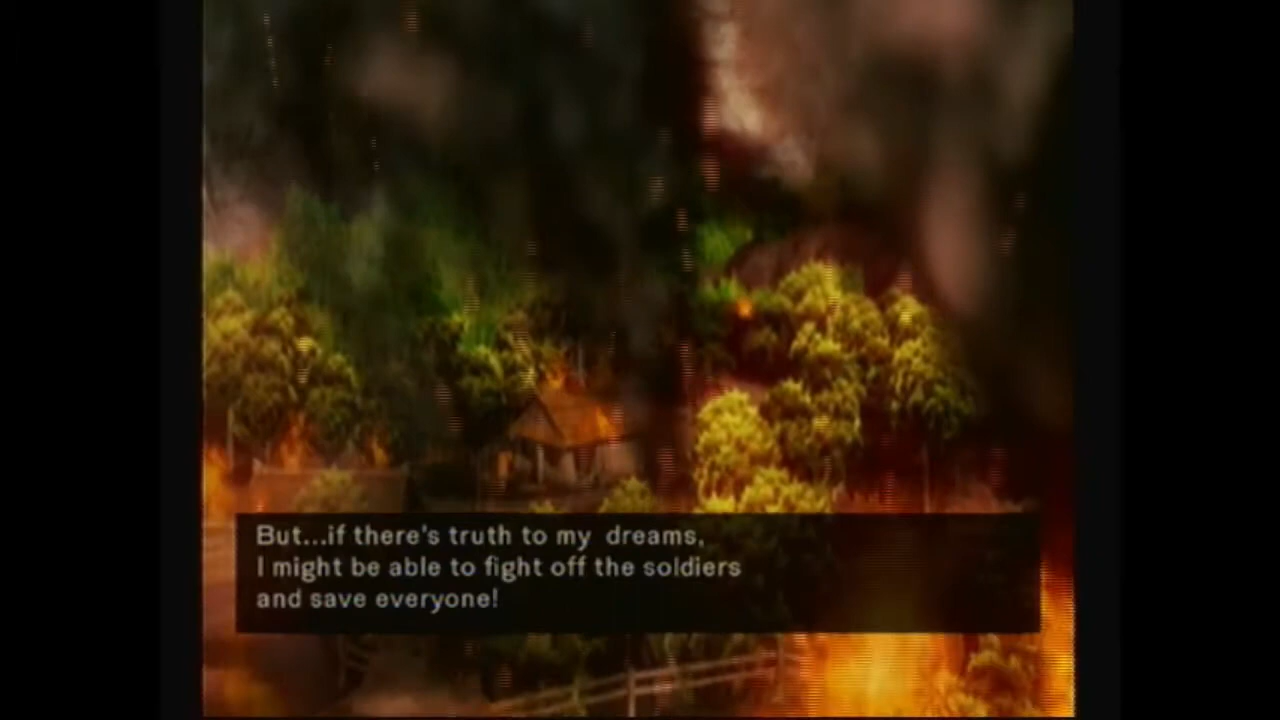 But...if there's truth to my dreams,
I might be able to fight off the soldiers
and save everyone!